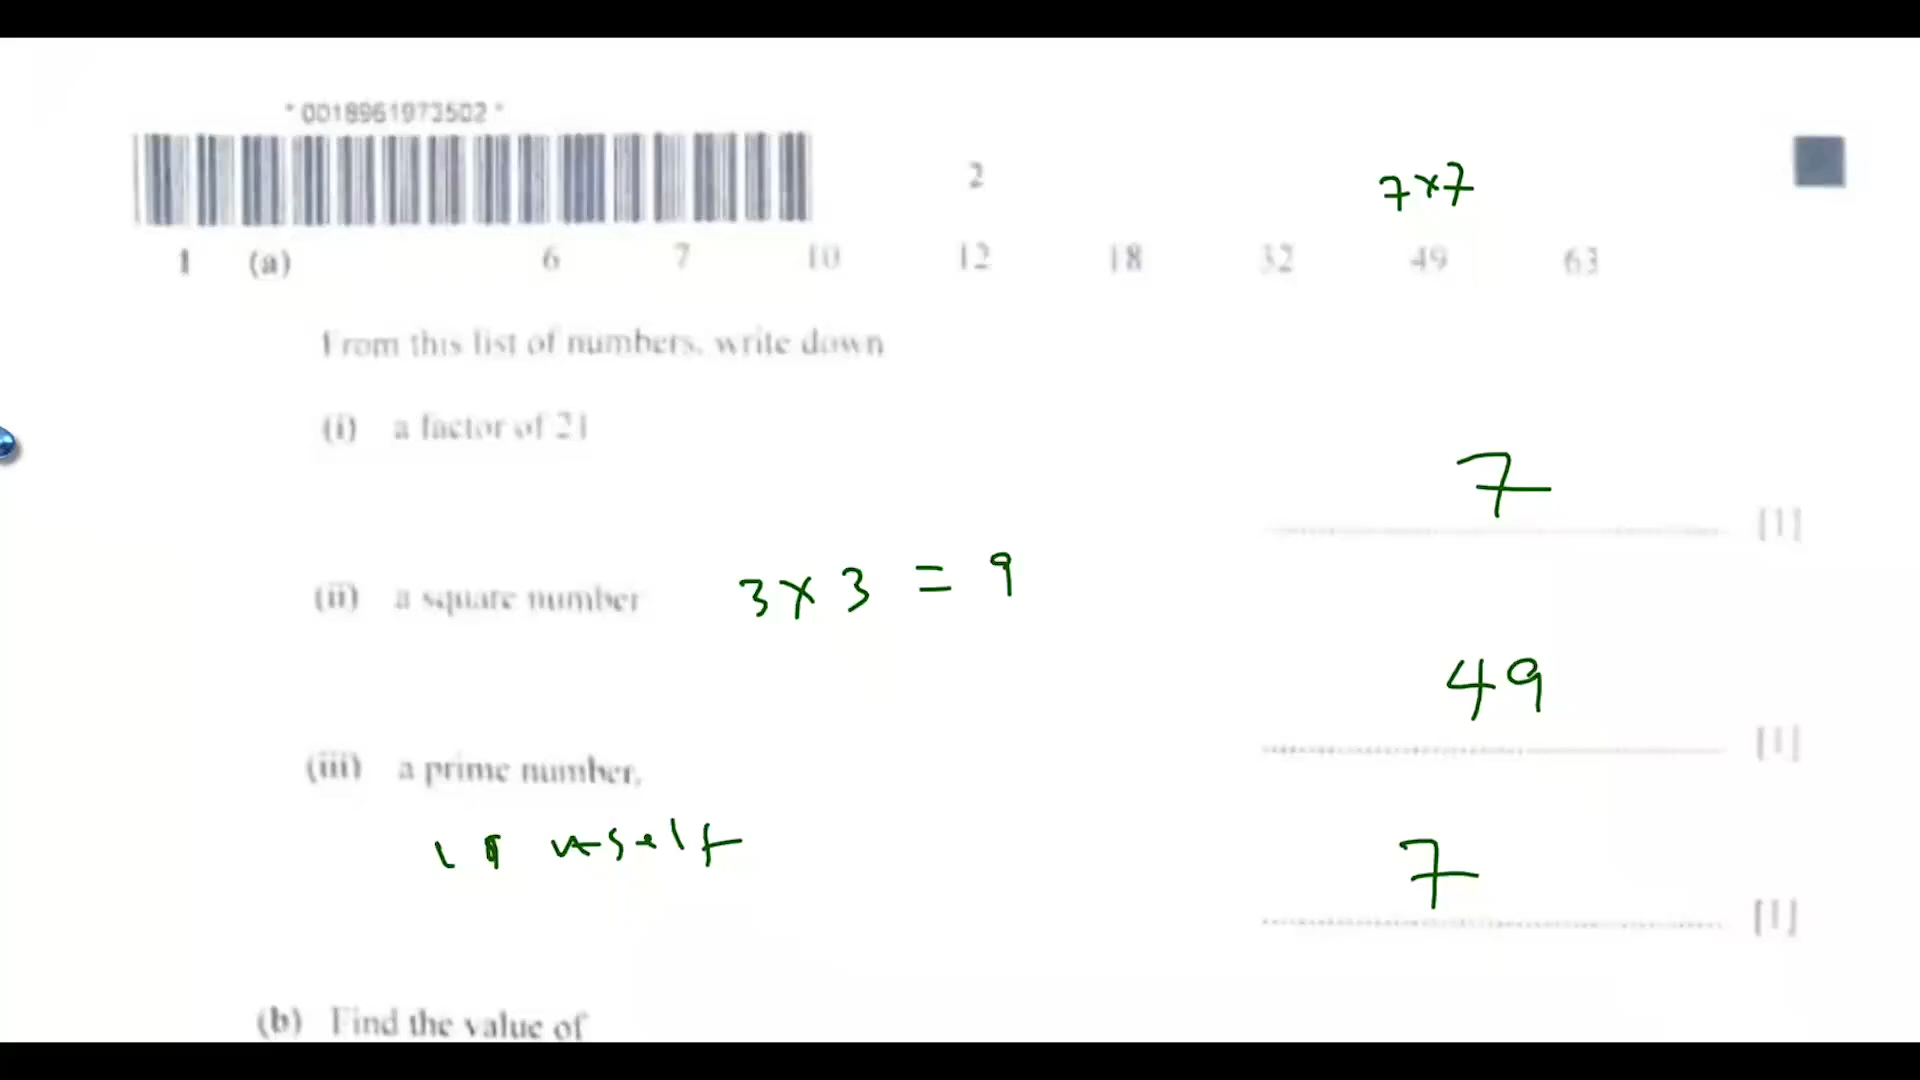 * 0018961973502 *
2
7×7
1 (a) 6 7 10 12 18 32 49 63
From this list of numbers, write down
(i) a factor of 21
7
[1]
(ii) a square number
3 × 3 = 9
49
[1]
(iii) a prime number.
7
[1]
(b) Find the value of